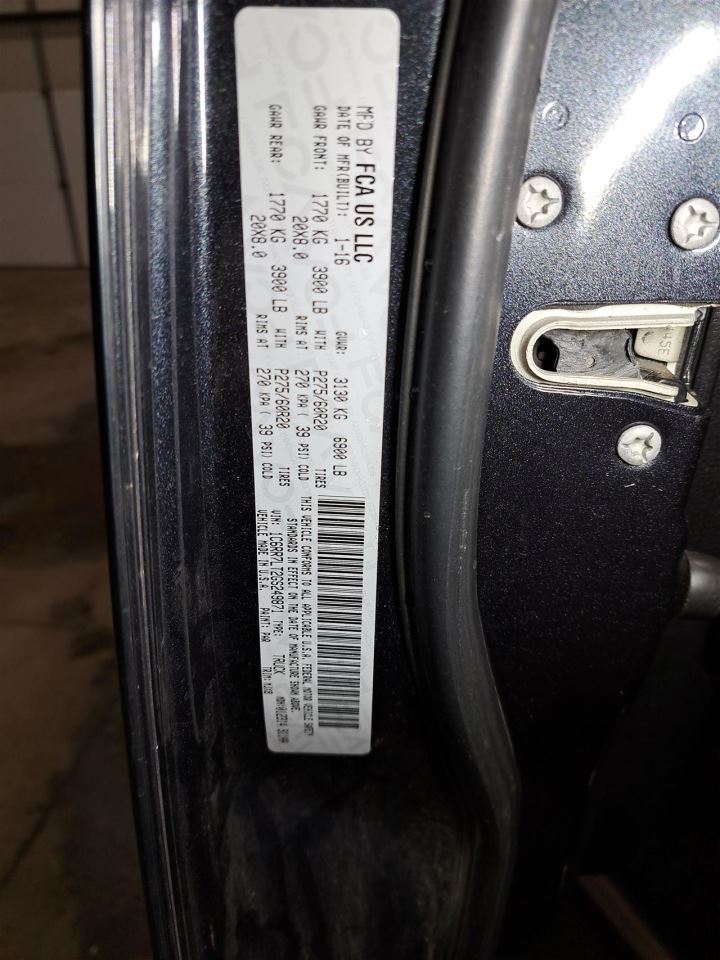 MFD BY FCA US LLC
DATE OF MFR(BUILT): 1-16 GVWR: 3130 KG 6900 LB
GAWR FRONT: 1770 KG 3900 LB WITH P275/60R20 TIRES
20X8.0 RIMS AT 270 KPA ( 39 PSI) COLD
GAWR REAR: 1770 KG 3900 LB WITH P275/60R20 TIRES
20X8.0 RIMS AT 270 KPA ( 39 PSI) COLD
THIS VEHICLE CONFORMS TO ALL APPLICABLE U.S.A. FEDERAL MOTOR VEHICLE SAFETY
STANDARDS IN EFFECT ON THE DATE OF MANUFACTURE SHOWN ABOVE.
VIN: 1C6RR7LT2GS249871 TYPE: TRUCK
VEHICLE MADE IN U.S.A. PAINT: PAR TRIM: